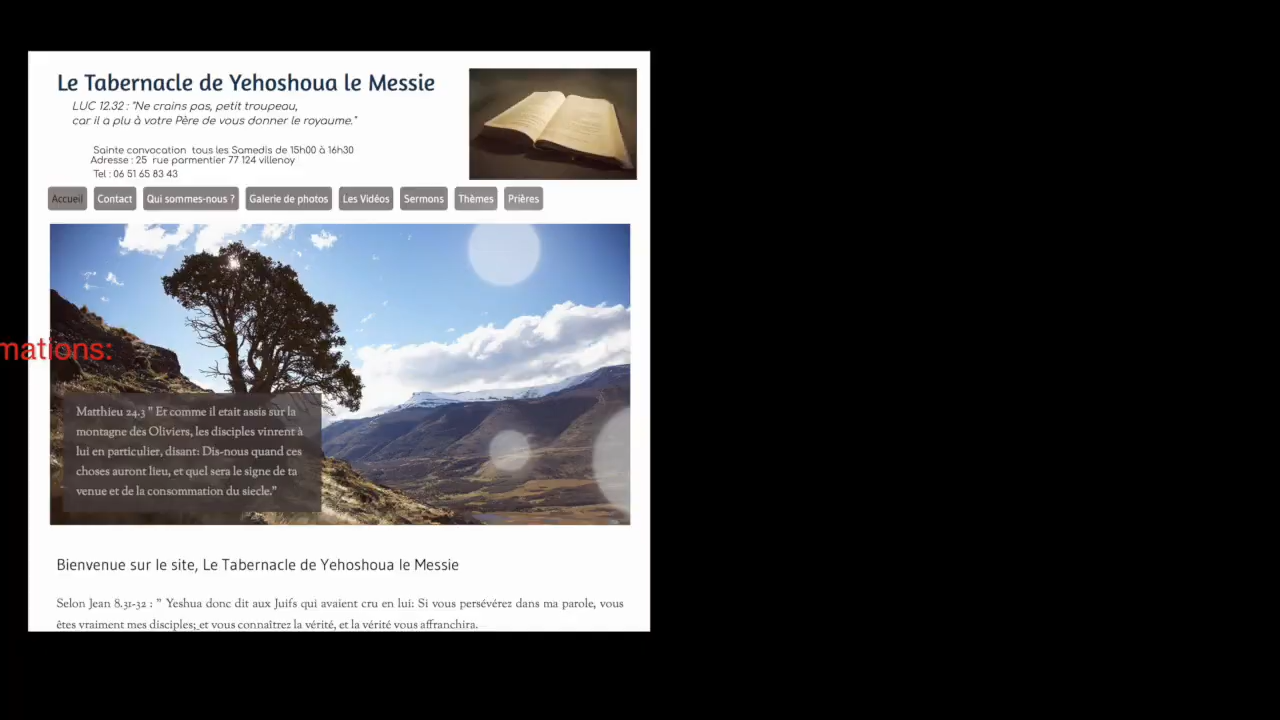 Le Tabernacle de Yehoshoua le Messie
LUC 12.32 : "Ne crains pas, petit troupeau,
car il a plu à votre Père de vous donner le royaume."
Sainte convocation tous les Samedis de 15h00 à 16h30
Adresse : 25 rue parmentier 77 124 villenoy
Tel : 06 51 65 83 43
Accueil Contact Qui sommes-nous ? Galerie de photos Les Vidéos Sermons Thèmes Prières
mations:
Matthieu 24.3 " Et comme il etait assis sur la
montagne des Oliviers, les disciples vinrent à
lui en particulier, disant: Dis-nous quand ces
choses auront lieu, et quel sera le signe de ta
venue et de la consommation du siecle."
Bienvenue sur le site, Le Tabernacle de Yehoshoua le Messie
Selon Jean 8.31-32 : " Yeshua donc dit aux Juifs qui avaient cru en lui: Si vous persévérez dans ma parole, vous
êtes vraiment mes disciples; et vous connaîtrez la vérité, et la vérité vous affranchira.